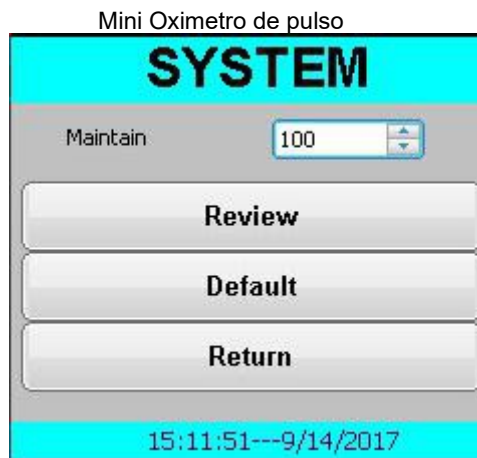 Mini Oximetro de pulso
SYSTEM
Maintain 100
Review
Default
Return
15:11:51---9/14/2017